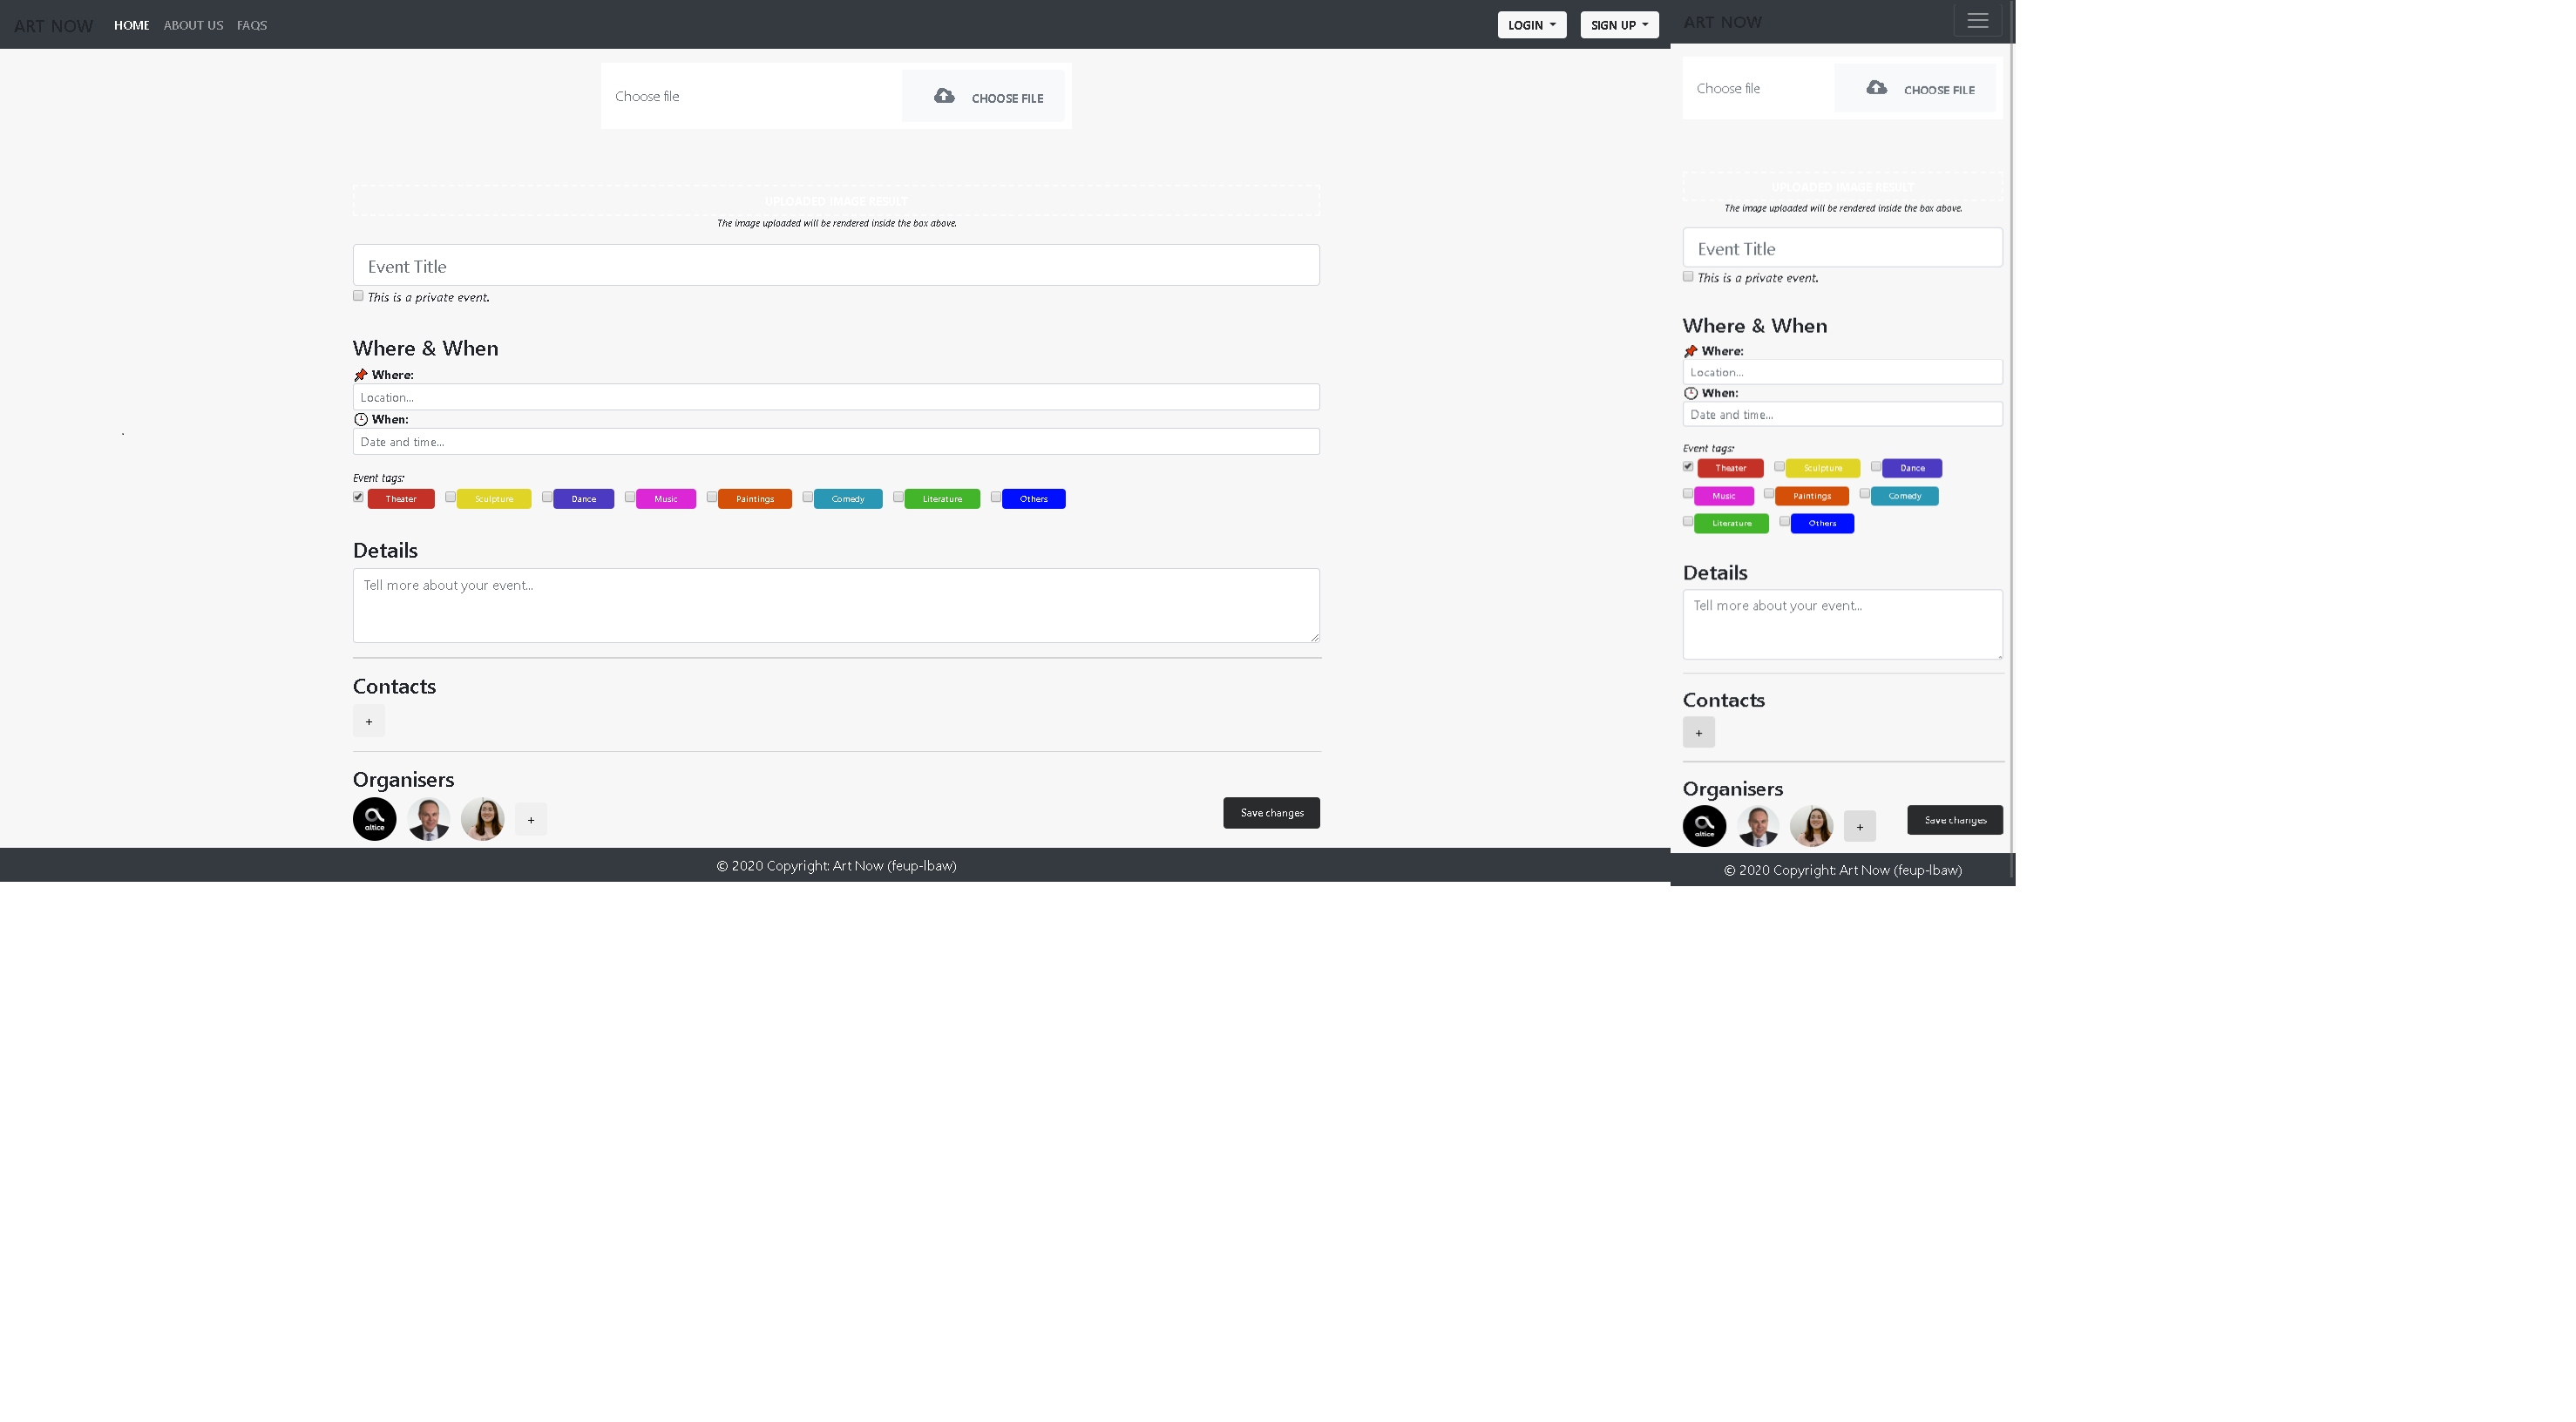 ART NOW HOME ABOUT US FAQS LOGIN SIGN UP
Choose file CHOOSE FILE
UPLOADED IMAGE RESULT
The image uploaded will be rendered inside the box above.
Event Title
This is a private event.
Where & When
Where:
Location...
When:
Date and time...
Event tags:
Theater Sculpture Dance Music Paintings Comedy Literature Others
Details
Tell more about your event...
Contacts
+
Organisers
altice + Save changes
© 2020 Copyright: Art Now (feup-lbaw)
ART NOW
Choose file CHOOSE FILE
UPLOADED IMAGE RESULT
The image uploaded will be rendered inside the box above.
Event Title
This is a private event.
Where & When
Where:
Location...
When:
Date and time...
Event tags:
Theater Sculpture Dance
Music Paintings Comedy
Literature Others
Details
Tell more about your event...
Contacts
+
Organisers
altice + Save changes
© 2020 Copyright: Art Now (feup-lbaw)